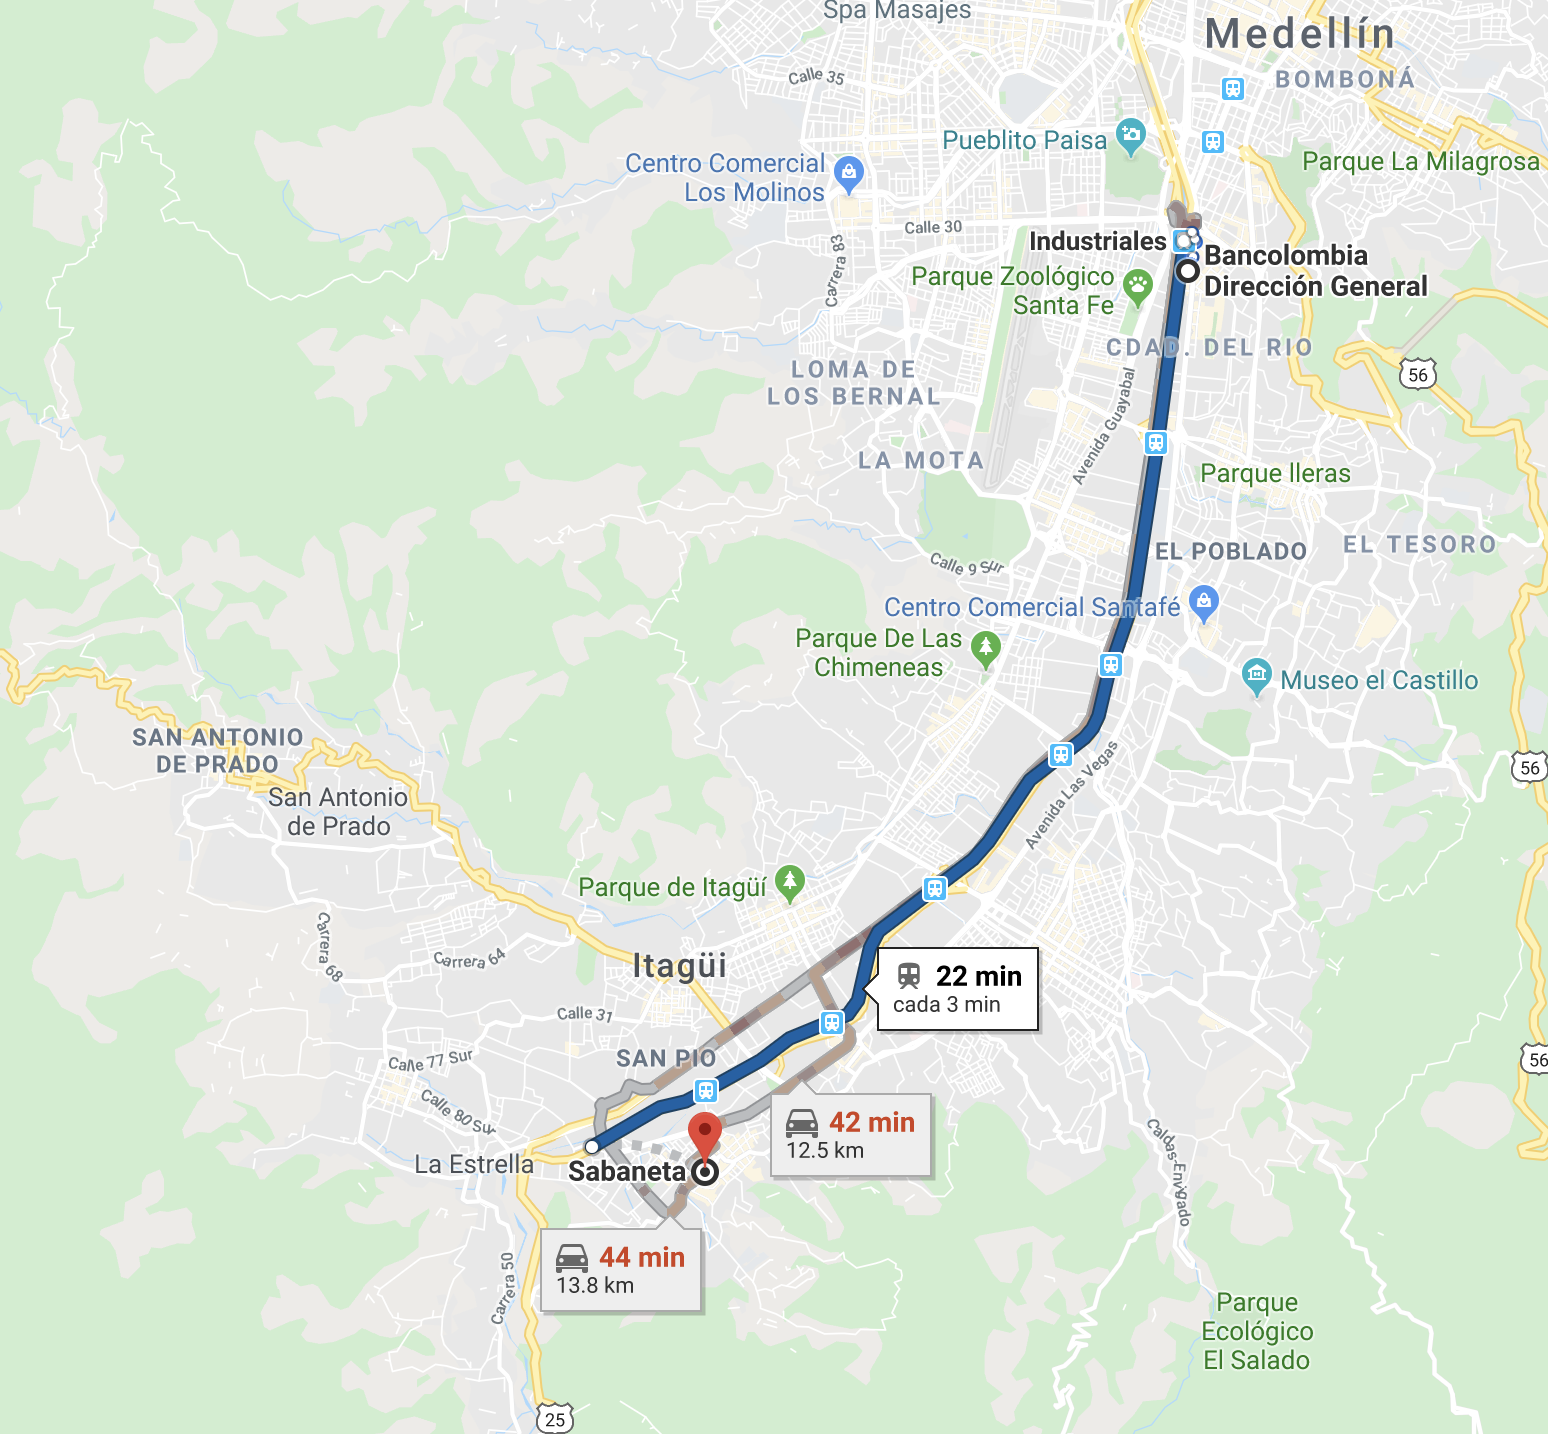 Spa Masajes
Medellín
BOMBONÁ
Calle 35
Pueblito Paisa
Parque La Milagrosa
Centro Comercial
Los Molinos
Calle 30
Industriales
Bancolombia
Dirección General
Carrera 83
Parque Zoológico
Santa Fe
CDAD. DEL RIO
LOMA DE
LOS BERNAL
56
Avenida Guayabal
LA MOTA
Parque lleras
EL POBLADO
EL TESORO
Calle 9 Sur
Centro Comercial Santafé
Parque De Las
Chimeneas
Museo el Castillo
SAN ANTONIO
DE PRADO
56
San Antonio
de Prado
Avenida Las Vegas
Parque de Itagüí
Carrera 68
Carrera 64
Itagüi
22 min
cada 3 min
Calle 31
SAN PIO
56
Calle 77 Sur
Calle 80 Sur
42 min
12.5 km
La Estrella
Sabaneta
Caldas-Envigado
44 min
13.8 km
Carrera 50
Parque
Ecológico
El Salado
25